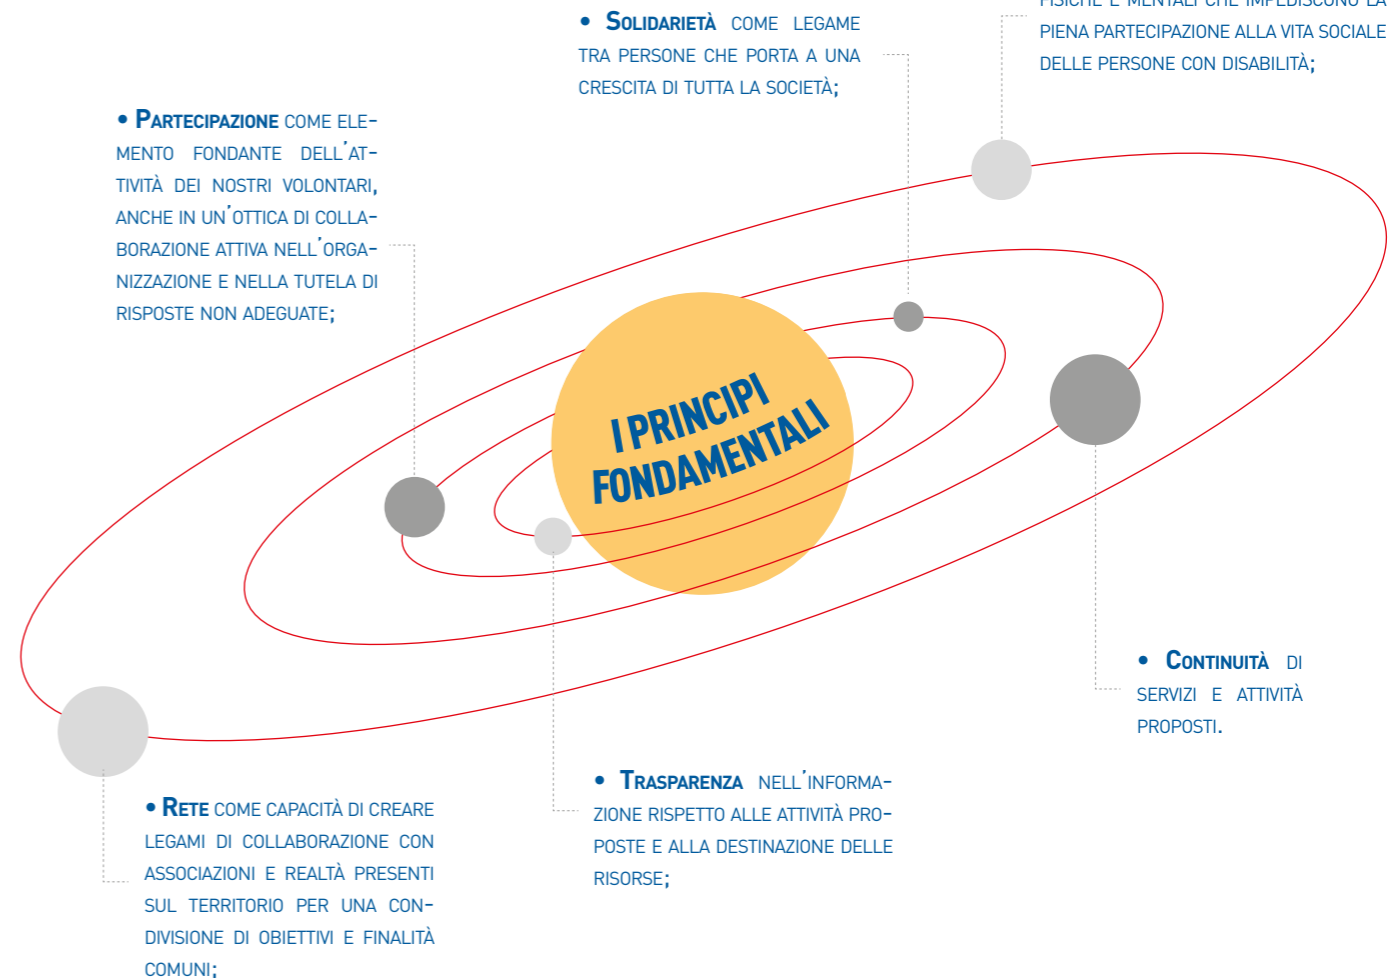 • SOLIDARIETÀ COME LEGAME
TRA PERSONE CHE PORTA A UNA
CRESCITA DI TUTTA LA SOCIETÀ;
FISICHE E MENTALI CHE IMPEDISCONO LA
PIENA PARTECIPAZIONE ALLA VITA SOCIALE
DELLE PERSONE CON DISABILITÀ;
• PARTECIPAZIONE COME ELE-
MENTO FONDANTE DELL'AT-
TIVITÀ DEI NOSTRI VOLONTARI,
ANCHE IN UN'OTTICA DI COLLA-
BORAZIONE ATTIVA NELL'ORGA-
NIZZAZIONE E NELLA TUTELA DI
RISPOSTE NON ADEGUATE;
I PRINCIPI
FONDAMENTALI
• CONTINUITÀ DI
SERVIZI E ATTIVITÀ
PROPOSTI.
• TRASPARENZA NELL'INFORMA-
ZIONE RISPETTO ALLE ATTIVITÀ PRO-
POSTE E ALLA DESTINAZIONE DELLE
RISORSE;
• RETE COME CAPACITÀ DI CREARE
LEGAMI DI COLLABORAZIONE CON
ASSOCIAZIONI E REALTÀ PRESENTI
SUL TERRITORIO PER UNA CON-
DIVISIONE DI OBIETTIVI E FINALITÀ
COMUNI;